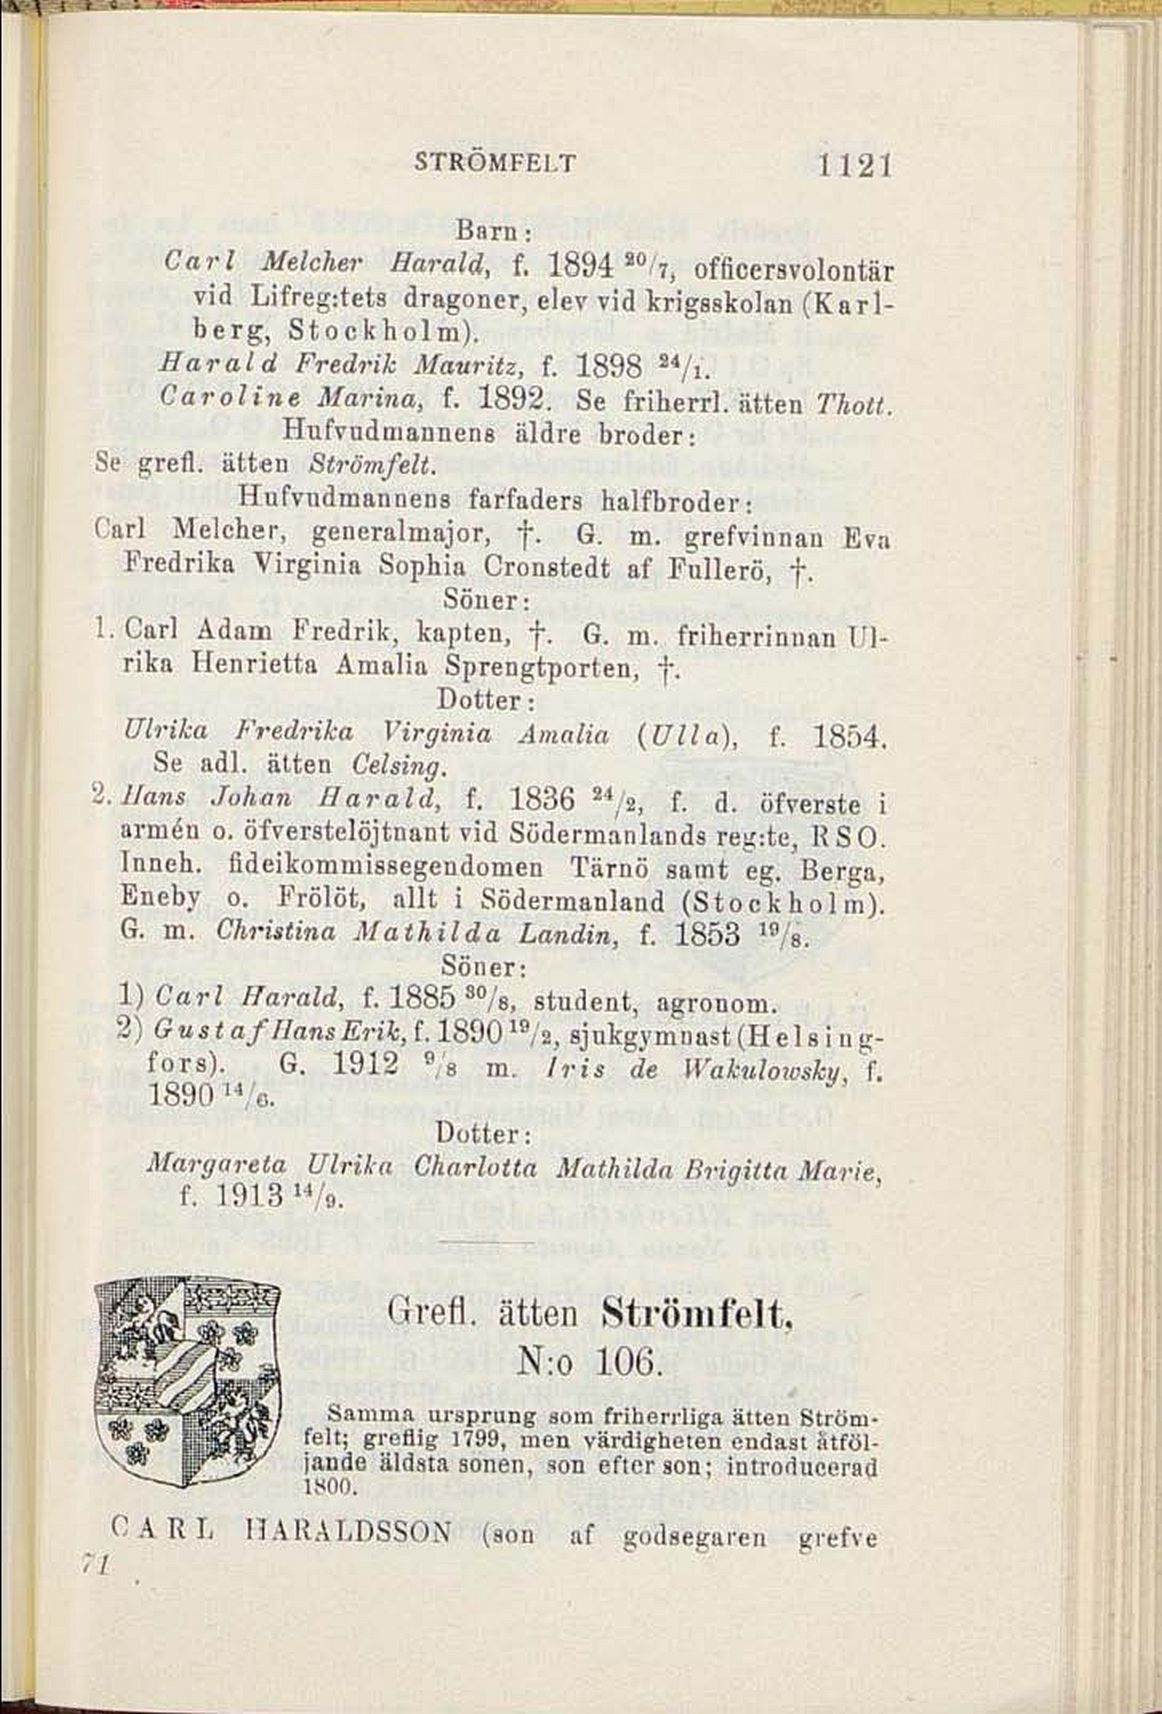 STRÖMFELT 1121
Barn:
Carl Melcher Harald, f. 1894 20/7, officersvolontär
vid Lifreg:tets dragoner, elev vid krigsskolan (Karl-
berg, Stockholm).
Harald Fredrik Mauritz, f. 1898 24/1.
Caroline Marina, f. 1892. Se friherrl. ätten Thott.
Hufvudmannens äldre broder:
Se grefl. ätten Strömfelt.
Hufvudmannens farfaders halfbroder:
Carl Melcher, generalmajor, †. G. m. grefvinnan Eva
Fredrika Virginia Sophia Cronstedt af Fullerö, †.
Söner:
1. Carl Adam Fredrik, kapten, †. G. m. friherrinnan Ul-
rika Henrietta Amalia Sprengtporten, †.
Dotter:
Ulrika Fredrika Virginia Amalia (Ulla), f. 1854.
Se adl. ätten Celsing.
2. Hans Johan Harald, f. 1836 24/2, f. d. öfverste i
armén o. öfverstelöjtnant vid Södermanlands reg:te, RSO.
Inneh. fideikommissegendomen Tärnö samt eg. Berga,
Eneby o. Frölöt, allt i Södermanland (Stockholm).
G. m. Christina Mathilda Landin, f. 1853 19/8.
Söner:
1) Carl Harald, f. 1885 30/8, student, agronom.
2) Gustaf Hans Erik, f. 1890 19/2, sjukgymnast (Helsing-
fors). G. 1912 9/8 m. Iris de Wakulowsky, f.
1890 14/6.
Dotter:
Margareta Ulrika Charlotta Mathilda Brigitta Marie,
f. 1913 14/9.
Grefl. ätten Strömfelt,
N:o 106.
Samma ursprung som friherrliga ätten Ström-
felt; greflig 1799, men värdigheten endast åtföl-
jande äldsta sonen, son efter son; introducerad
1800.
CARL HARALDSSON (son af godsegaren grefve
71